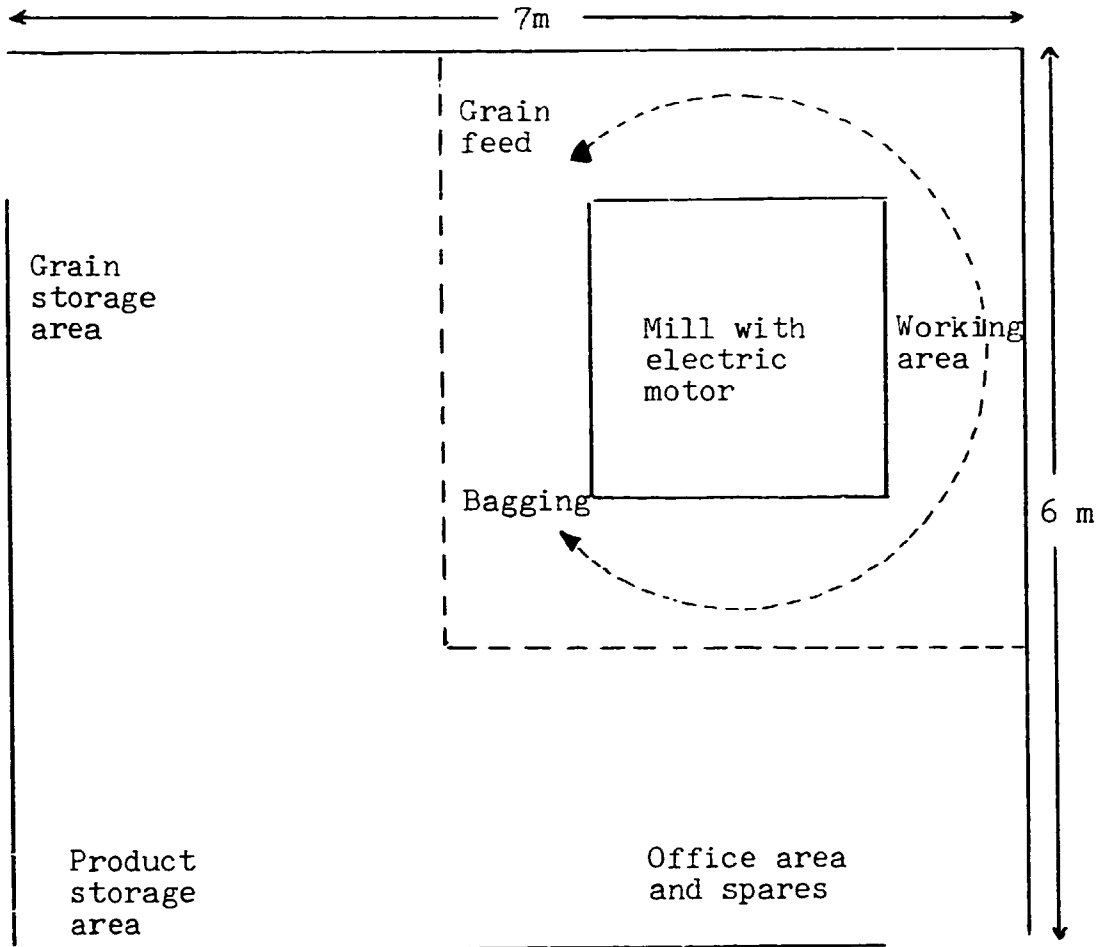 7m
Grain
feed
Grain
storage
area
Mill with
electric
motor
Working
area
Bagging
6 m
Product
storage
area
Office area
and spares